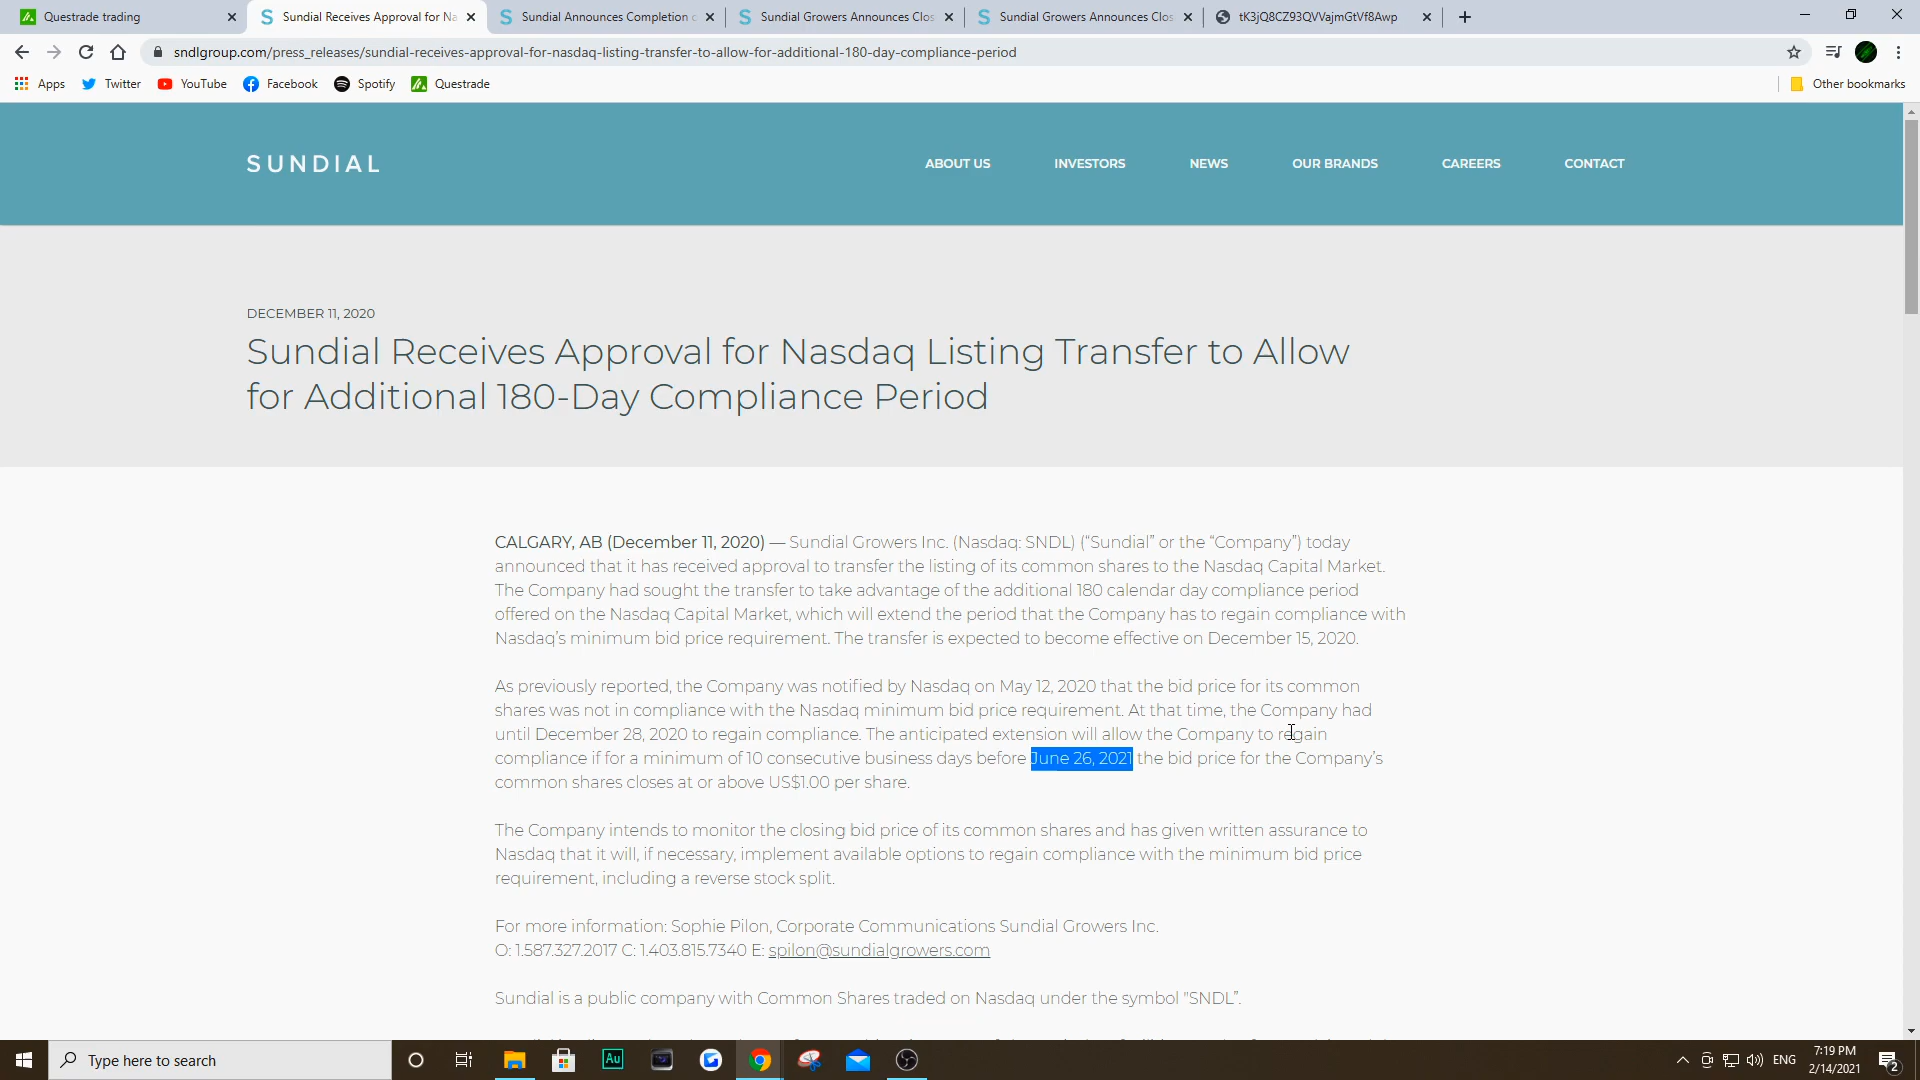 Questrade trading
Sundial Receives Approval for Na
Sundial Announces Completion o
Sundial Growers Announces Clos
Sundial Growers Announces Clos
tK3jQ8CZ93QVVajmGtVf8Awp
sndlgroup.com/press_releases/sundial-receives-approval-for-nasdaq-listing-transfer-to-allow-for-additional-180-day-compliance-period
Apps Twitter YouTube Facebook Spotify Questrade Other bookmarks
SUNDIAL
ABOUT US INVESTORS NEWS OUR BRANDS CAREERS CONTACT
DECEMBER 11, 2020
Sundial Receives Approval for Nasdaq Listing Transfer to Allow
for Additional 180-Day Compliance Period
CALGARY, AB (December 11, 2020) — Sundial Growers Inc. (Nasdaq: SNDL) (“Sundial” or the “Company”) today
announced that it has received approval to transfer the listing of its common shares to the Nasdaq Capital Market.
The Company had sought the transfer to take advantage of the additional 180 calendar day compliance period
offered on the Nasdaq Capital Market, which will extend the period that the Company has to regain compliance with
Nasdaq’s minimum bid price requirement. The transfer is expected to become effective on December 15, 2020.
As previously reported, the Company was notified by Nasdaq on May 12, 2020 that the bid price for its common
shares was not in compliance with the Nasdaq minimum bid price requirement. At that time, the Company had
until December 28, 2020 to regain compliance. The anticipated extension will allow the Company to regain
compliance if for a minimum of 10 consecutive business days before June 26, 2021 the bid price for the Company’s
common shares closes at or above US$1.00 per share.
The Company intends to monitor the closing bid price of its common shares and has given written assurance to
Nasdaq that it will, if necessary, implement available options to regain compliance with the minimum bid price
requirement, including a reverse stock split.
For more information: Sophie Pilon, Corporate Communications Sundial Growers Inc.
O: 1.587.327.2017 C: 1.403.815.7340 E: spilon@sundialgrowers.com
Sundial is a public company with Common Shares traded on Nasdaq under the symbol "SNDL”.
Type here to search
Au
ENG
7:19 PM
2/14/2021
2